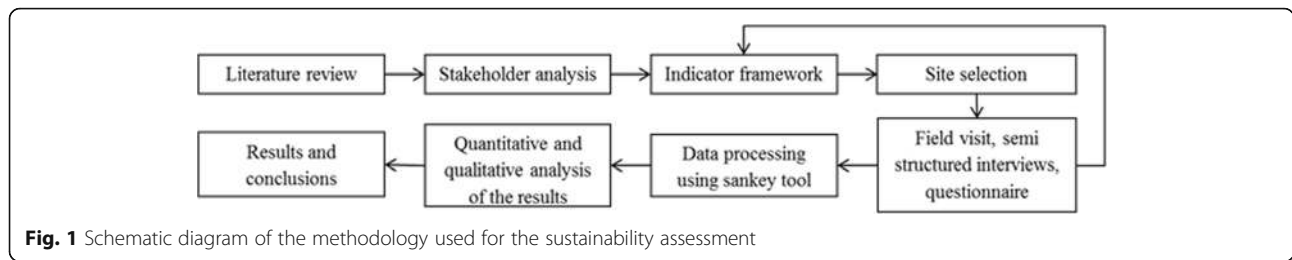 Literature review
Stakeholder analysis
Indicator framework
Site selection
Field visit, semi
structured interviews,
questionnaire
Data processing
using sankey tool
Quantitative and
qualitative analysis
of the results
Results and
conclusions
Fig. 1 Schematic diagram of the methodology used for the sustainability assessment